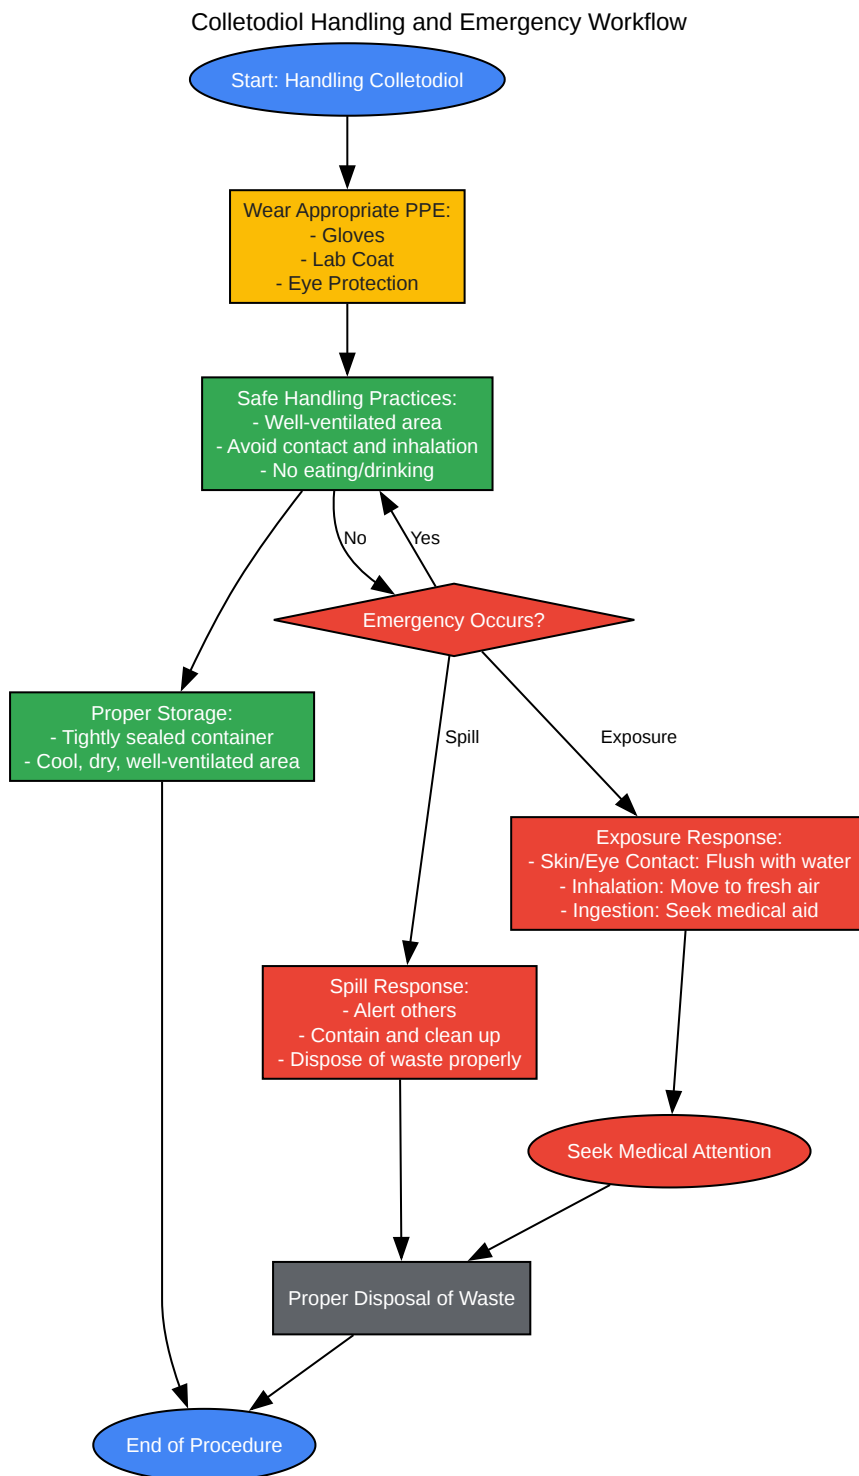 Colletodiol Handling and Emergency Workflow
Start: Handling Colletodiol
Wear Appropriate PPE:
- Gloves
- Lab Coat
- Eye Protection
Safe Handling Practices:
- Well-ventilated area
- Avoid contact and inhalation
- No eating/drinking
No
Yes
Emergency Occurs?
Proper Storage:
- Tightly sealed container
- Cool, dry, well-ventilated area
Spill
Exposure
Exposure Response:
- Skin/Eye Contact: Flush with water
- Inhalation: Move to fresh air
- Ingestion: Seek medical aid
Spill Response:
- Alert others
- Contain and clean up
- Dispose of waste properly
Seek Medical Attention
Proper Disposal of Waste
End of Procedure